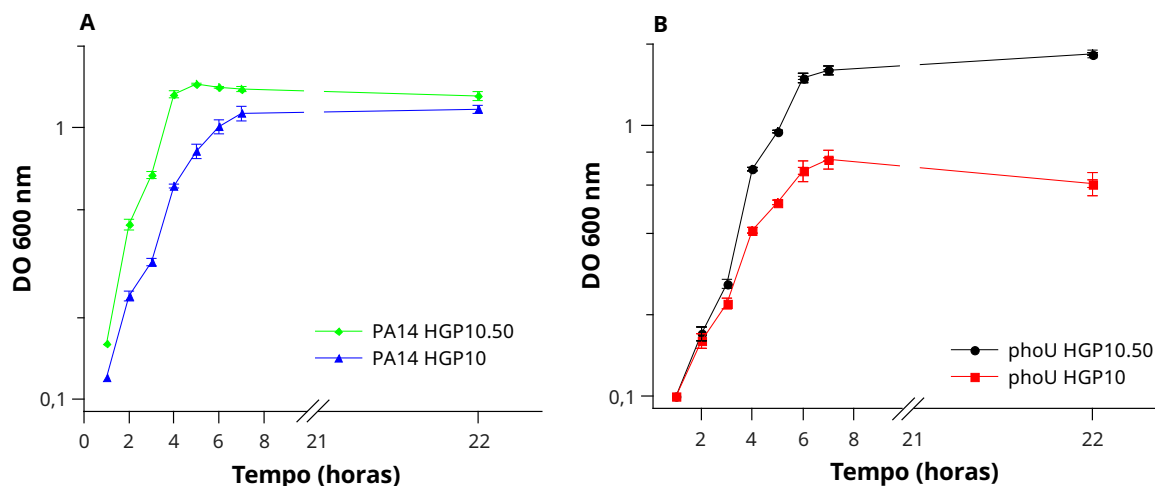 A
DO 600 nm
1
0,1
PA14 HGP10.50
PA14 HGP10
0 2 4 6 8 21 22
Tempo (horas)
B
DO 600 nm
1
0,1
phoU HGP10.50
phoU HGP10
2 4 6 8 21 22
Tempo (horas)